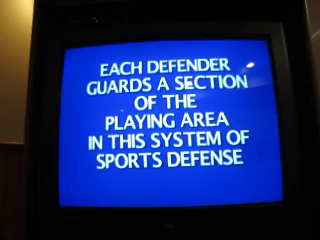 EACH DEFENDER
GUARDS A SECTION
OF THE
PLAYING AREA
IN THIS SYSTEM OF
SPORTS DEFENSE